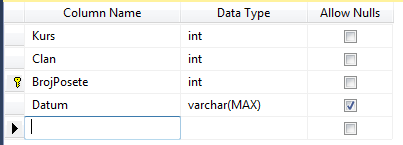 Column Name Data Type Allow Nulls
Kurs int
Clan int
BrojPosete int
Datum varchar(MAX)